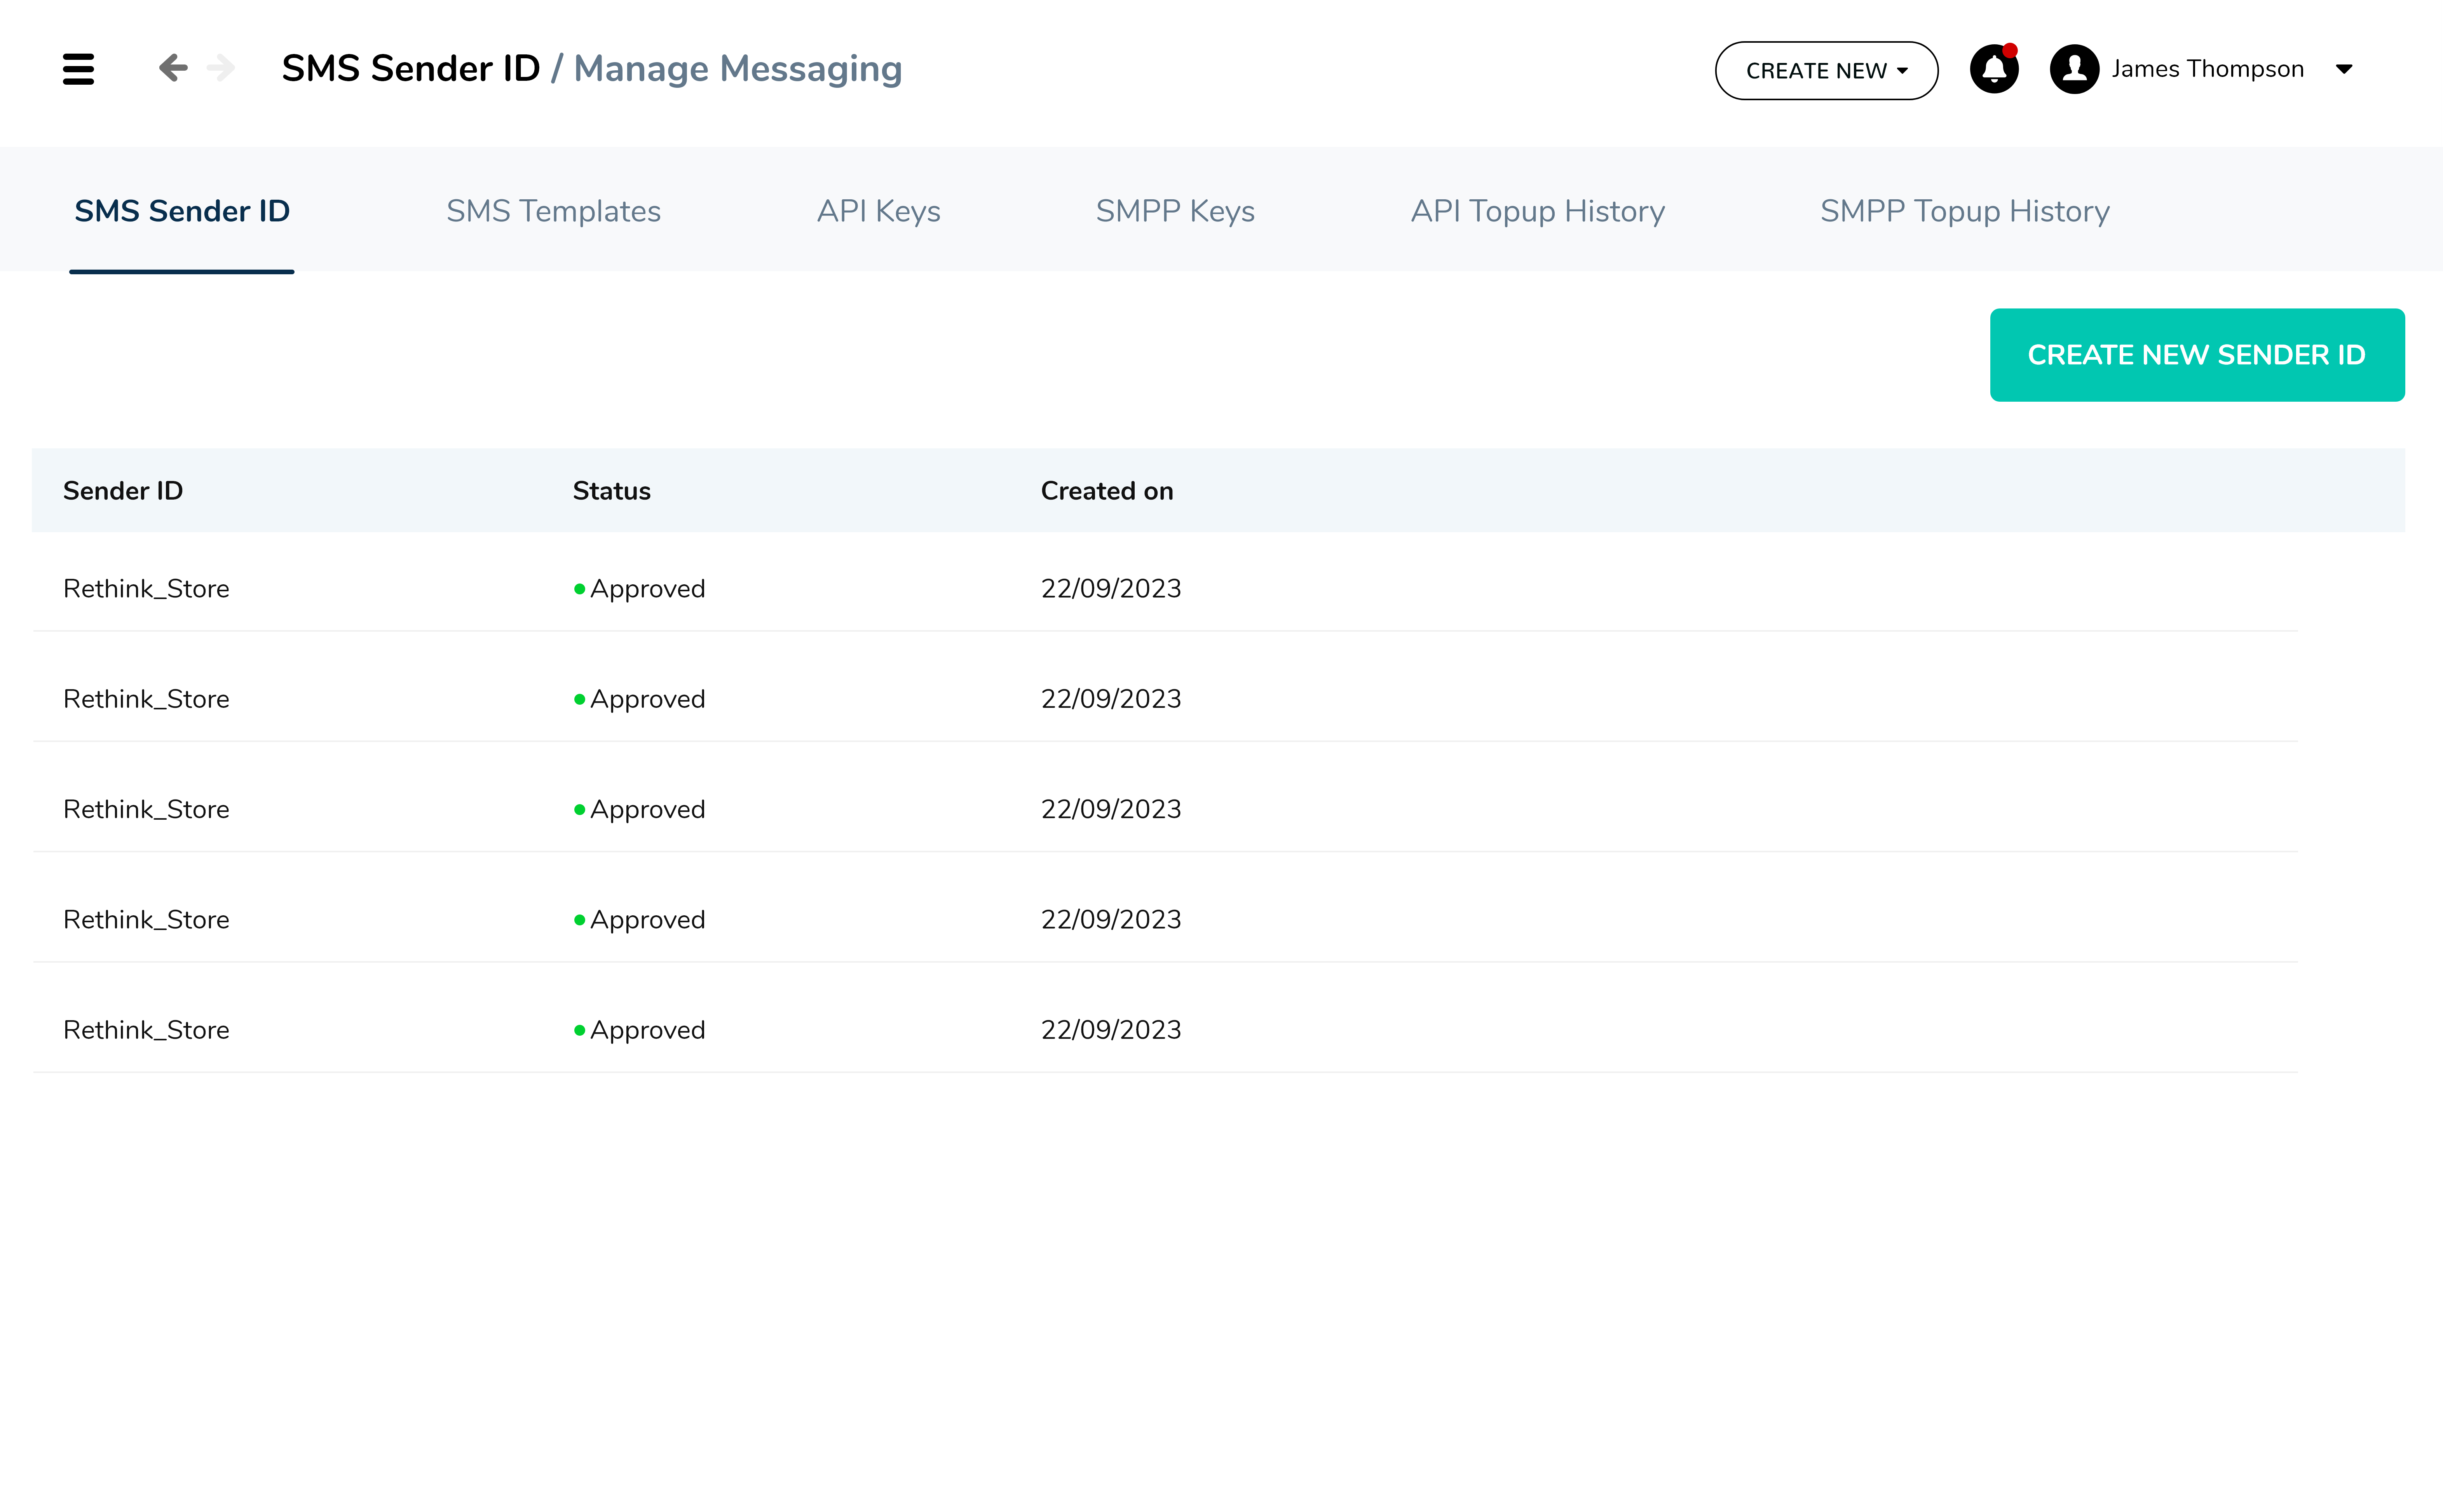 SMS Sender ID / Manage Messaging
CREATE NEW
James Thompson
SMS Sender ID
SMS Templates
API Keys
SMPP Keys
API Topup History
SMPP Topup History
CREATE NEW SENDER ID
Sender ID Status Created on
Rethink_Store Approved 22/09/2023
Rethink_Store Approved 22/09/2023
Rethink_Store Approved 22/09/2023
Rethink_Store Approved 22/09/2023
Rethink_Store Approved 22/09/2023